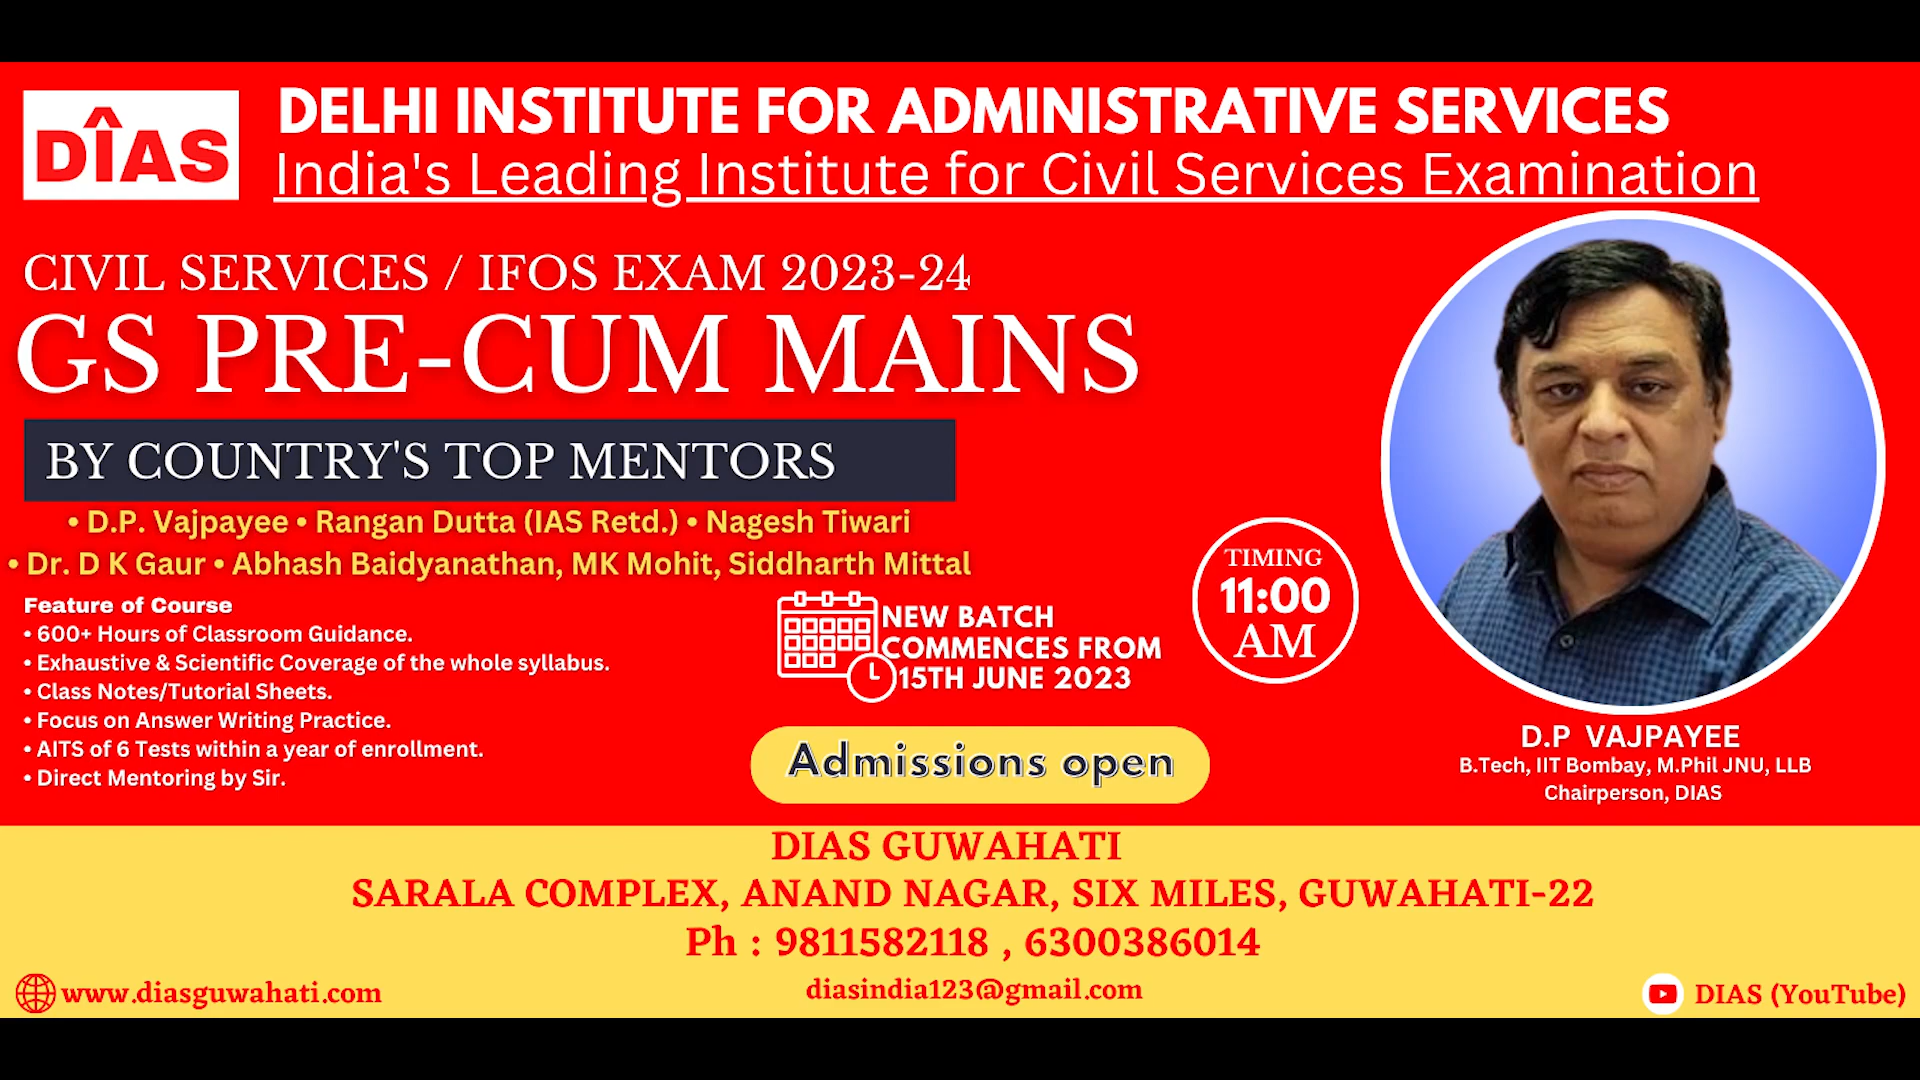 DÎAS
DELHI INSTITUTE FOR ADMINISTRATIVE SERVICES
India's Leading Institute for Civil Services Examination
CIVIL SERVICES / IFOS EXAM 2023-24
GS PRE-CUM MAINS
BY COUNTRY'S TOP MENTORS
• D.P. Vajpayee • Rangan Dutta (IAS Retd.) • Nagesh Tiwari
• Dr. D K Gaur • Abhash Baidyanathan, MK Mohit, Siddharth Mittal
Feature of Course
• 600+ Hours of Classroom Guidance.
• Exhaustive & Scientific Coverage of the whole syllabus.
• Class Notes/Tutorial Sheets.
• Focus on Answer Writing Practice.
• AITS of 6 Tests within a year of enrollment.
• Direct Mentoring by Sir.
NEW BATCH
COMMENCES FROM
15TH JUNE 2023
TIMING
11:00
AM
Admissions open
D.P VAJPAYEE
B.Tech, IIT Bombay, M.Phil JNU, LLB
Chairperson, DIAS
DIAS GUWAHATI
SARALA COMPLEX, ANAND NAGAR, SIX MILES, GUWAHATI-22
Ph : 9811582118 , 6300386014
www.diasguwahati.com
diasindia123@gmail.com
DIAS (YouTube)